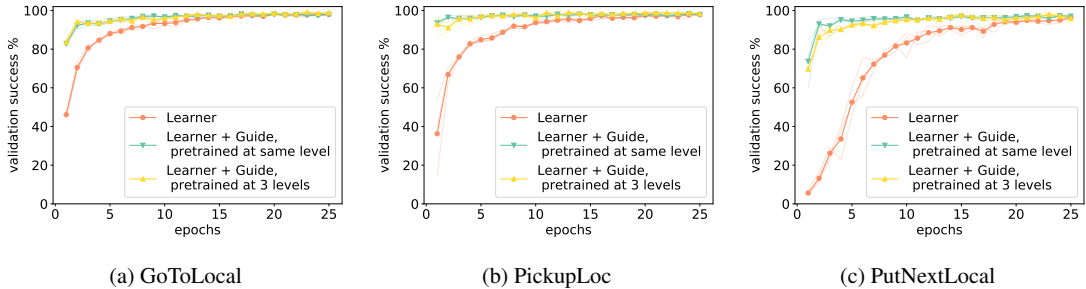 100
80
60
40
20
0
validation success %
0 5 10 15 20 25
epochs
Learner
Learner + Guide,
pretrained at same level
Learner + Guide,
pretrained at 3 levels
(a) GoToLocal
100
80
60
40
20
0
validation success %
0 5 10 15 20 25
epochs
Learner
Learner + Guide,
pretrained at same level
Learner + Guide,
pretrained at 3 levels
(b) PickupLoc
100
80
60
40
20
0
validation success %
0 5 10 15 20 25
epochs
Learner
Learner + Guide,
pretrained at same level
Learner + Guide,
pretrained at 3 levels
(c) PutNextLocal